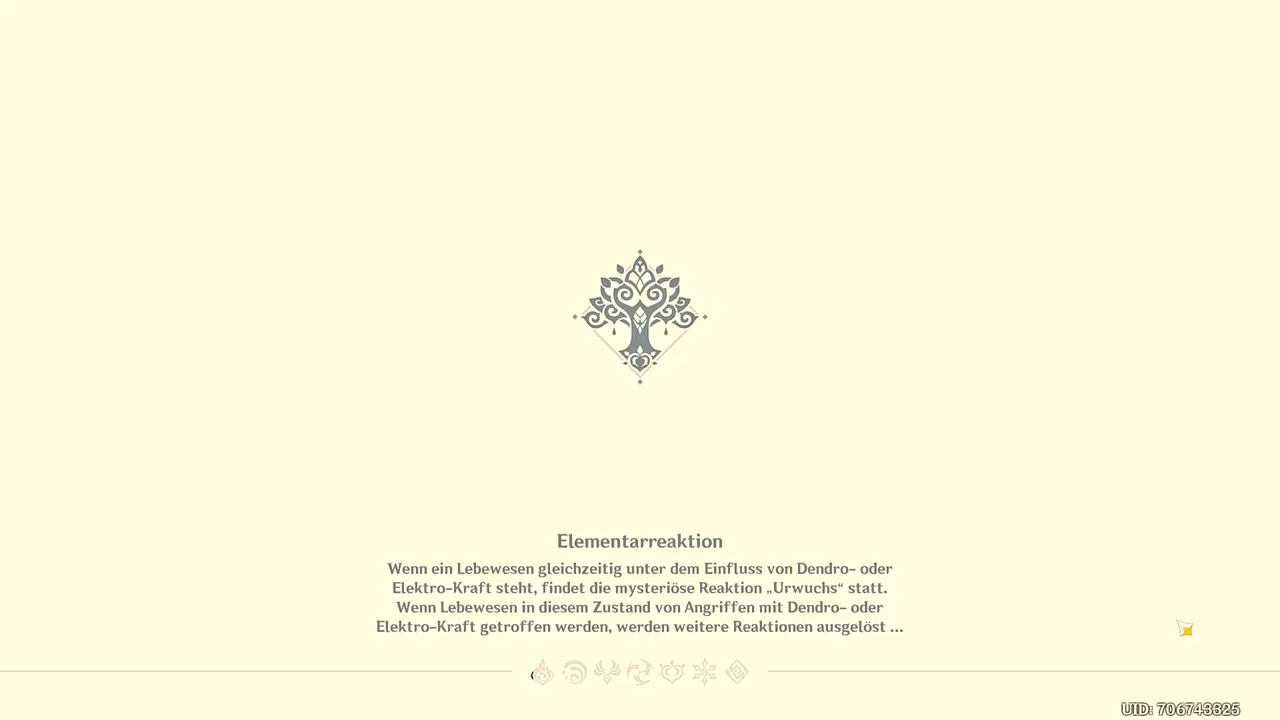 Elementarreaktion
Wenn ein Lebewesen gleichzeitig unter dem Einfluss von Dendro- oder
Elektro-Kraft steht, findet die mysteriöse Reaktion „Urwuchs“ statt.
Wenn Lebewesen in diesem Zustand von Angriffen mit Dendro- oder
Elektro-Kraft getroffen werden, werden weitere Reaktionen ausgelöst ...
UID: 706743325